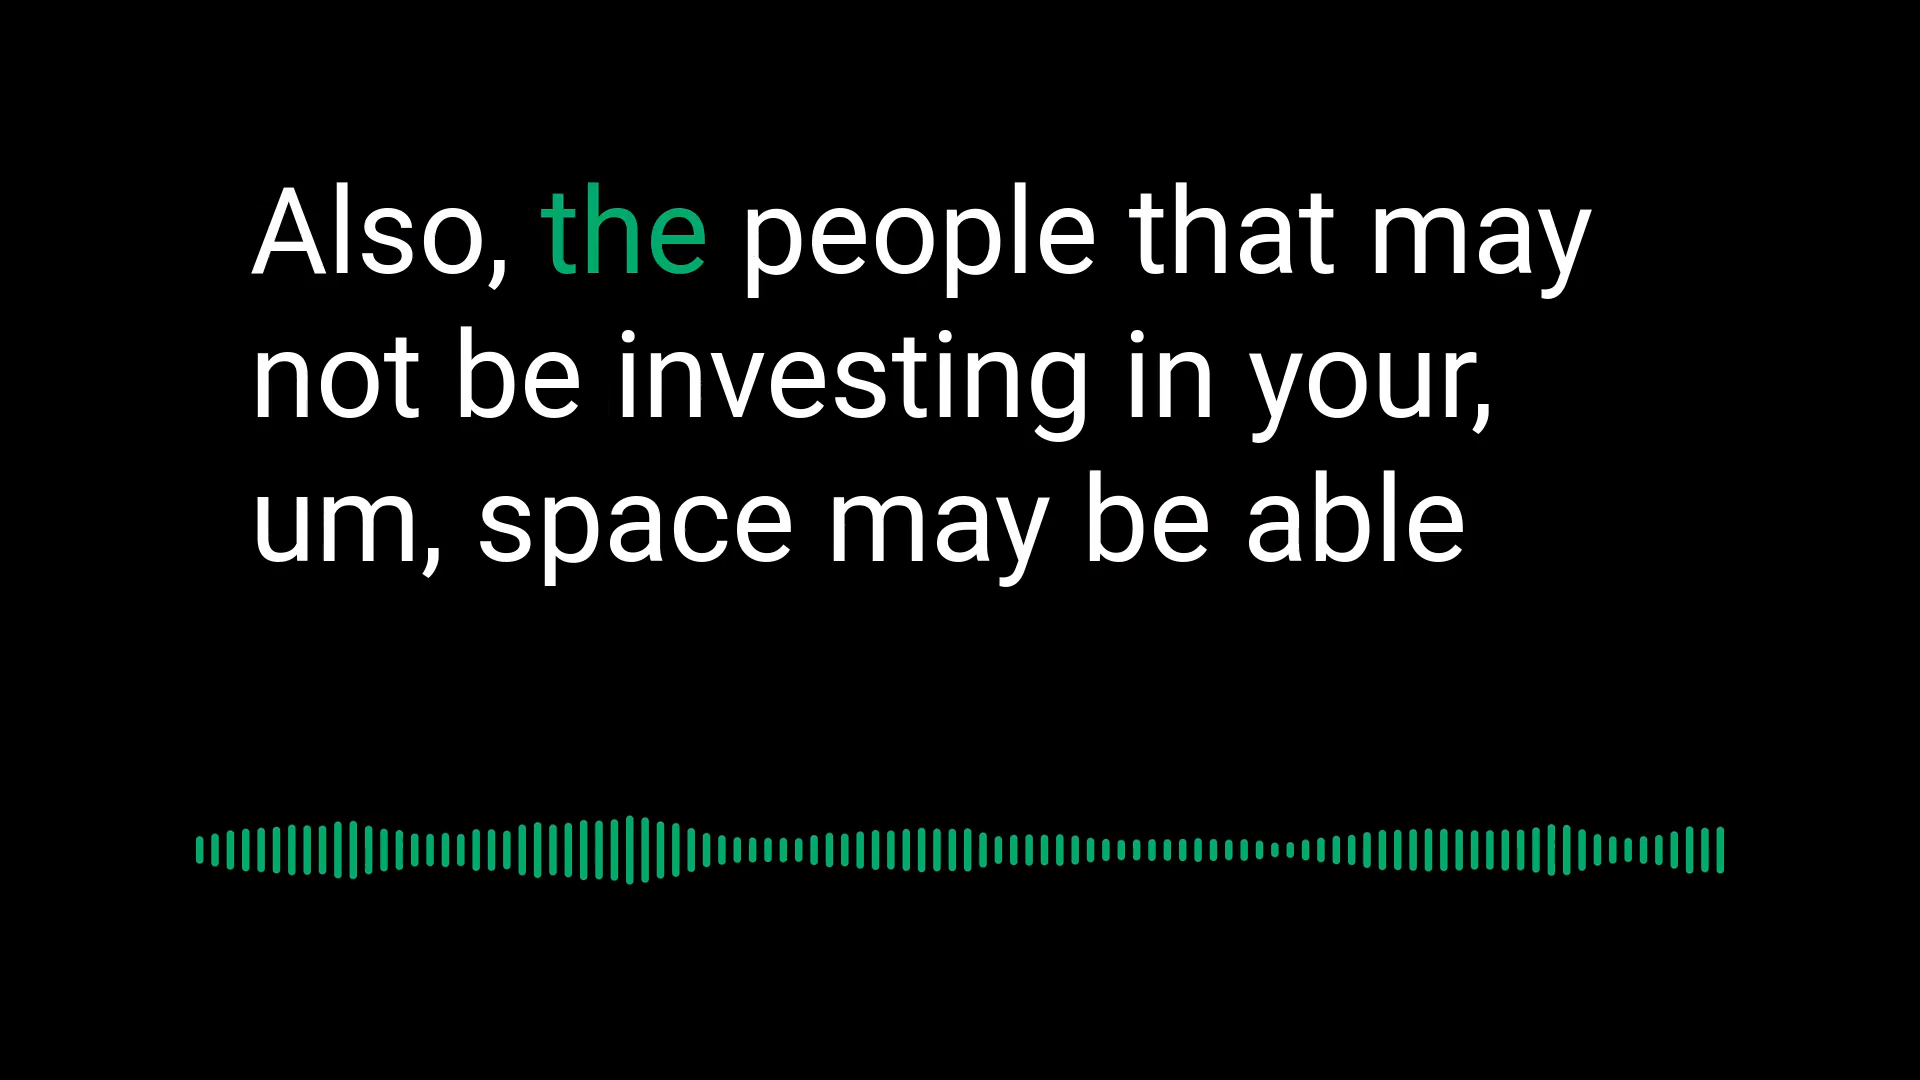 Also, the people that may
not be investing in your,
um, space may be able